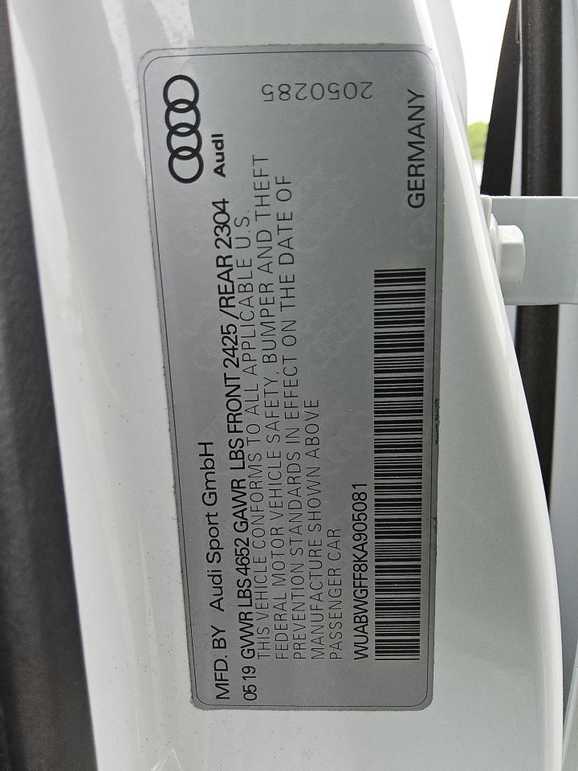 MFD. BY Audi Sport GmbH
Audi
05 19 GVWR LBS 4652 GAWR LBS FRONT 2425 /REAR 2304
THIS VEHICLE CONFORMS TO ALL APPLICABLE U.S.
FEDERAL MOTOR VEHICLE SAFETY, BUMPER AND THEFT
PREVENTION STANDARDS IN EFFECT ON THE DATE OF
MANUFACTURE SHOWN ABOVE
PASSENGER CAR
2050285
WUABWGFF8KA905081
GERMANY